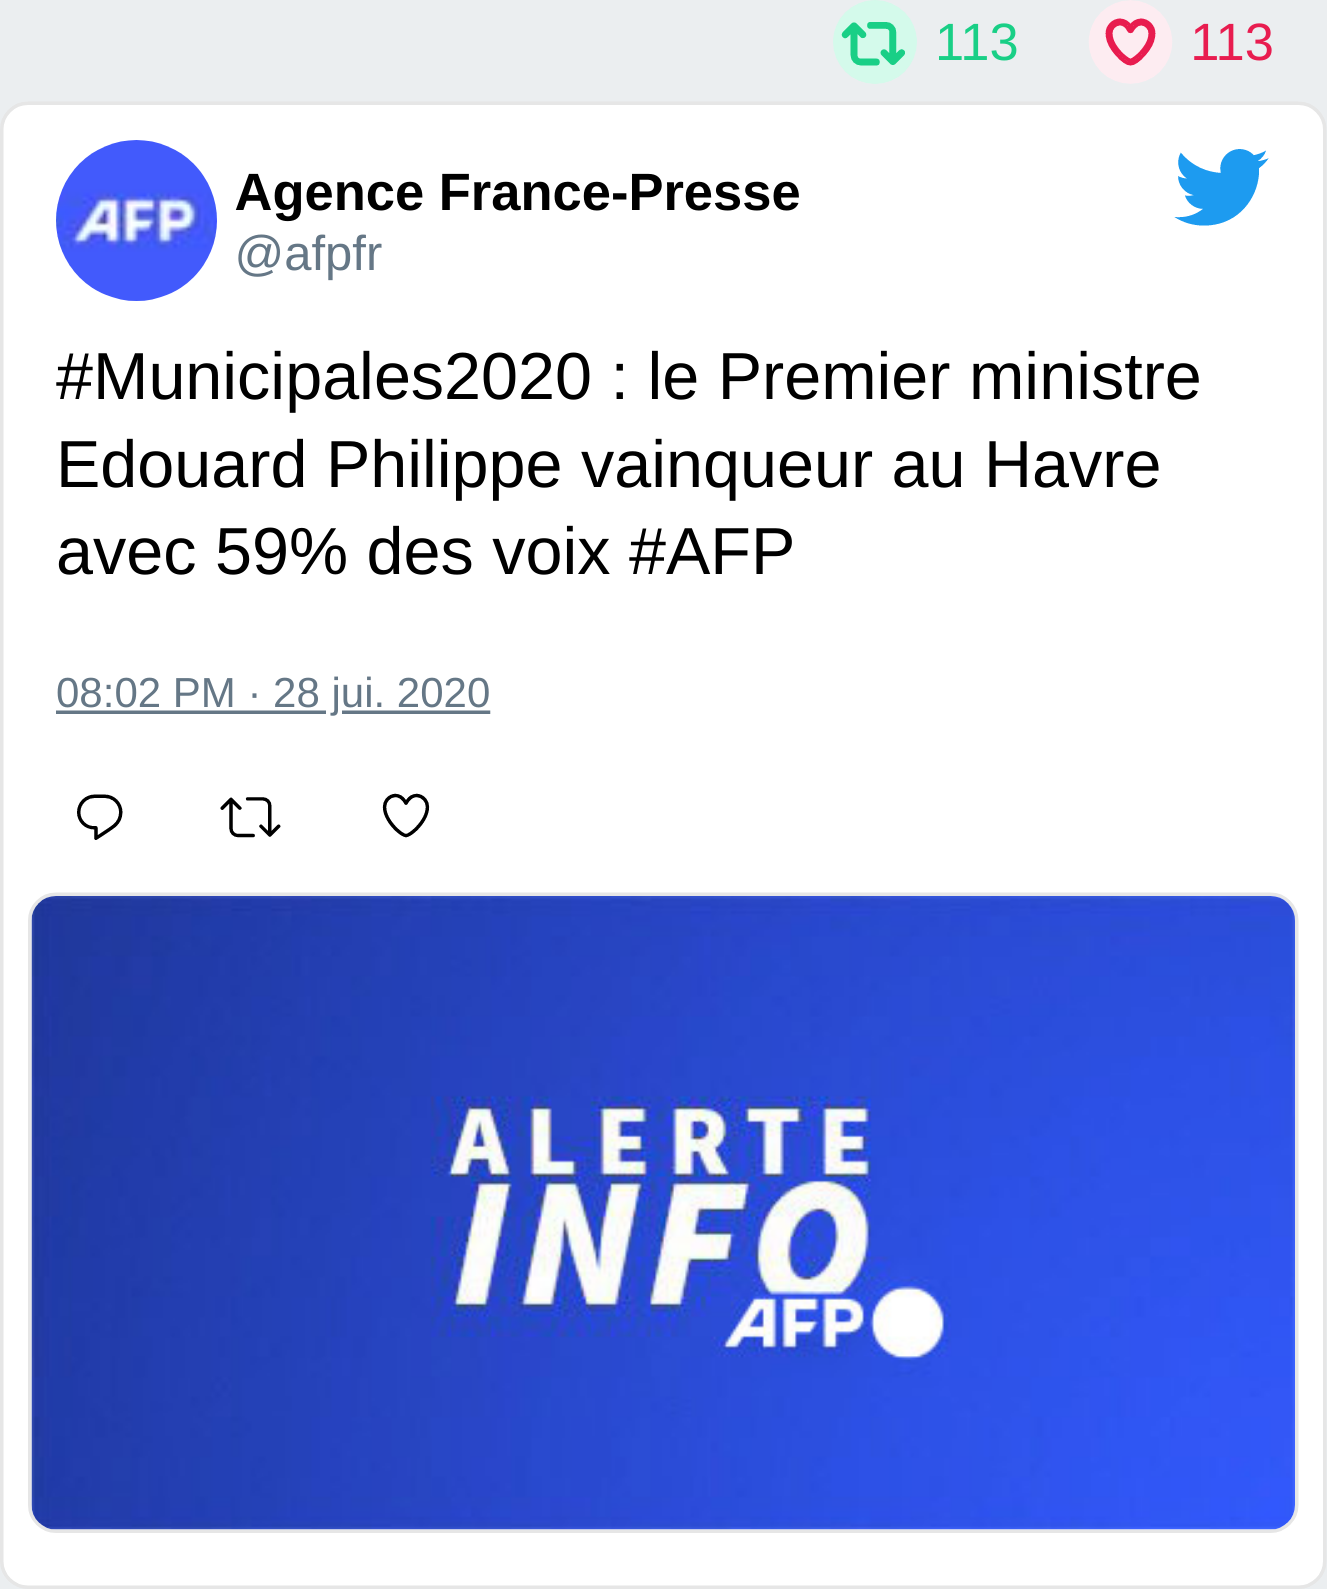 113 113
AFP
Agence France-Presse
@afpfr
#Municipales2020 : le Premier ministre
Edouard Philippe vainqueur au Havre
avec 59% des voix #AFP
08:02 PM · 28 jui. 2020
ALERTE
INFO
AFP